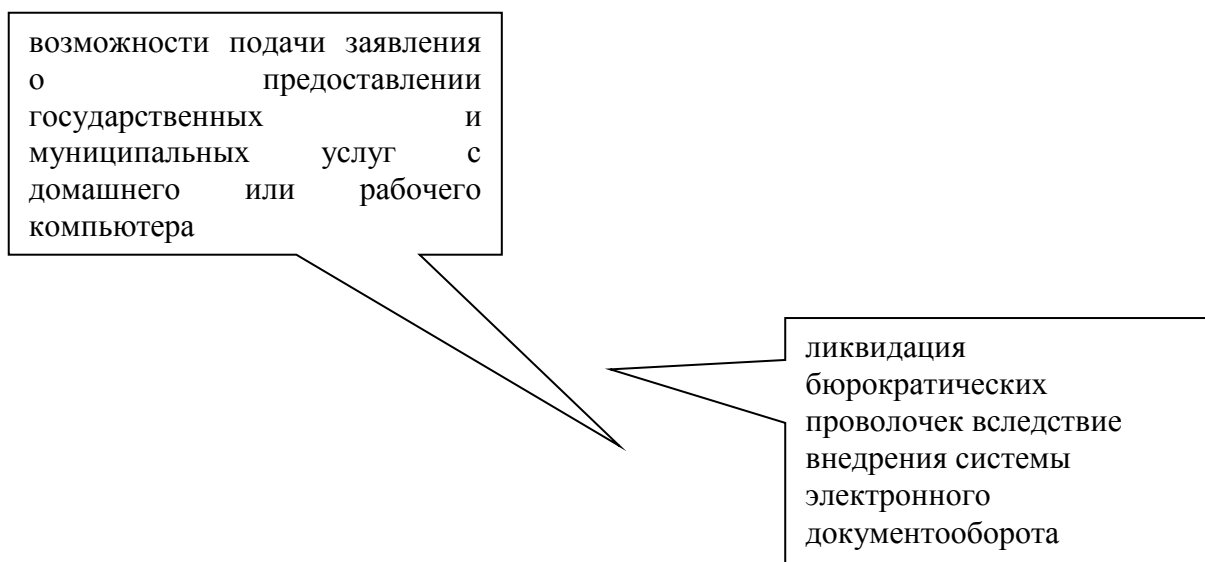 возможности подачи заявления
о предоставлении
государственных и
муниципальных услуг с
домашнего или рабочего
компьютера
ликвидация
бюрократических
проволочек вследствие
внедрения системы
электронного
документооборота